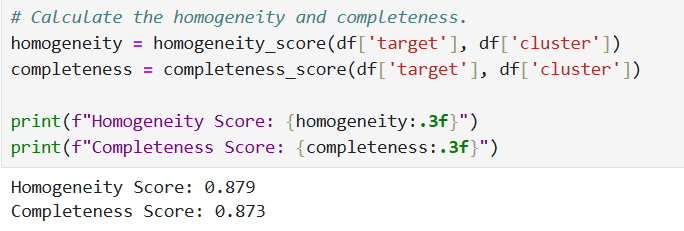 # Calculate the homogeneity and completeness.
homogeneity = homogeneity_score(df['target'], df['cluster'])
completeness = completeness_score(df['target'], df['cluster'])
print(f"Homogeneity Score: {homogeneity:.3f}")
print(f"Completeness Score: {completeness:.3f}")
Homogeneity Score: 0.879
Completeness Score: 0.873